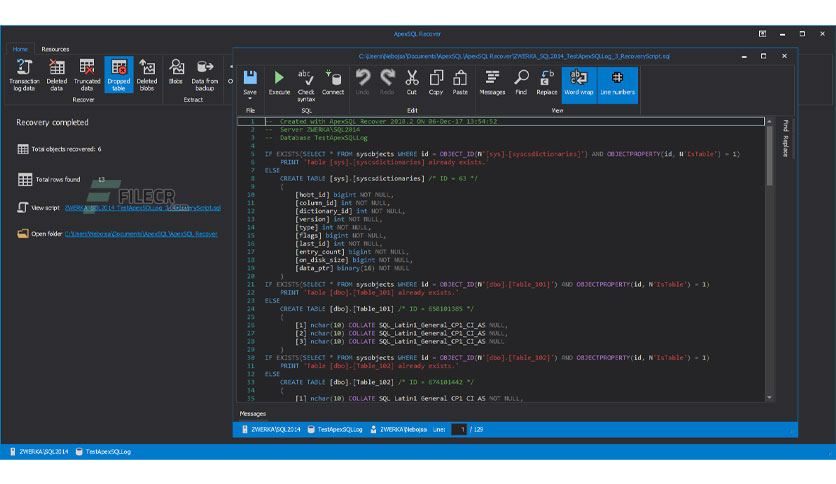 ApexSQL Recover
Home Resources
Transaction log data
Deleted data
Truncated data
Dropped table
Deleted blobs
Blobs
Data from backup
Recover
Extract
Recovery completed
Total objects recovered: 6
Total rows found 13
View script
Open folder C:\Users\Nebojsa\Documents\ApexSQL\ApexSQL Recover
FILECR
C:\Users\Nebojsa\Documents\ApexSQL\ApexSQL Recover\ZWERKA_SQL2014_TestApexSQLLog_3_RecoveryScript.sql
Save
Execute
Check syntax
Connect
Undo
Redo
Cut
Copy
Paste
Messages
Find
Replace
Word wrap
Line numbers
File
SQL
Edit
View
Find Replace
1 -- Created with ApexSQL Recover 2018.2 ON 06-Dec-17 13:54:52
2 -- Server ZWERKA\SQL2014
3 -- Database TestApexSQLLog
4
5 IF EXISTS(SELECT * FROM sysobjects WHERE id = OBJECT_ID(N'[sys].[syscsdictionaries]') AND OBJECTPROPERTY(id, N'IsTable') = 1)
6 PRINT 'Table [sys].[syscsdictionaries] already exists.'
7 ELSE
8 CREATE TABLE [sys].[syscsdictionaries] /* ID = 63 */
9 (
10 [hobt_id] bigint NOT NULL,
11 [column_id] int NOT NULL,
12 [dictionary_id] int NOT NULL,
13 [version] int NOT NULL,
14 [type] int NOT NULL,
15 [flags] bigint NOT NULL,
16 [last_id] int NOT NULL,
17 [entry_count] bigint NOT NULL,
18 [on_disk_size] bigint NOT NULL,
19 [data_ptr] binary(16) NOT NULL
20 )
21 IF EXISTS(SELECT * FROM sysobjects WHERE id = OBJECT_ID(N'[dbo].[Table_101]') AND OBJECTPROPERTY(id, N'IsTable') = 1)
22 PRINT 'Table [dbo].[Table_101] already exists.'
23 ELSE
24 CREATE TABLE [dbo].[Table_101] /* ID = 658101385 */
25 (
26 [1] nchar(10) COLLATE SQL_Latin1_General_CP1_CI_AS NULL,
27 [2] nchar(10) COLLATE SQL_Latin1_General_CP1_CI_AS NULL,
28 [3] nchar(10) COLLATE SQL_Latin1_General_CP1_CI_AS NULL
29 )
30 IF EXISTS(SELECT * FROM sysobjects WHERE id = OBJECT_ID(N'[dbo].[Table_102]') AND OBJECTPROPERTY(id, N'IsTable') = 1)
31 PRINT 'Table [dbo].[Table_102] already exists.'
32 ELSE
33 CREATE TABLE [dbo].[Table_102] /* ID = 674101442 */
34 (
35 [1] nchar(10) COLLATE SQL_Latin1_General_CP1_CI_AS NOT NULL,
Messages
ZWERKA\SQL2014 TestApexSQLLog ZWERKA\Nebojsa Line: 1 / 129
ZWERKA\SQL2014 TestApexSQLLog